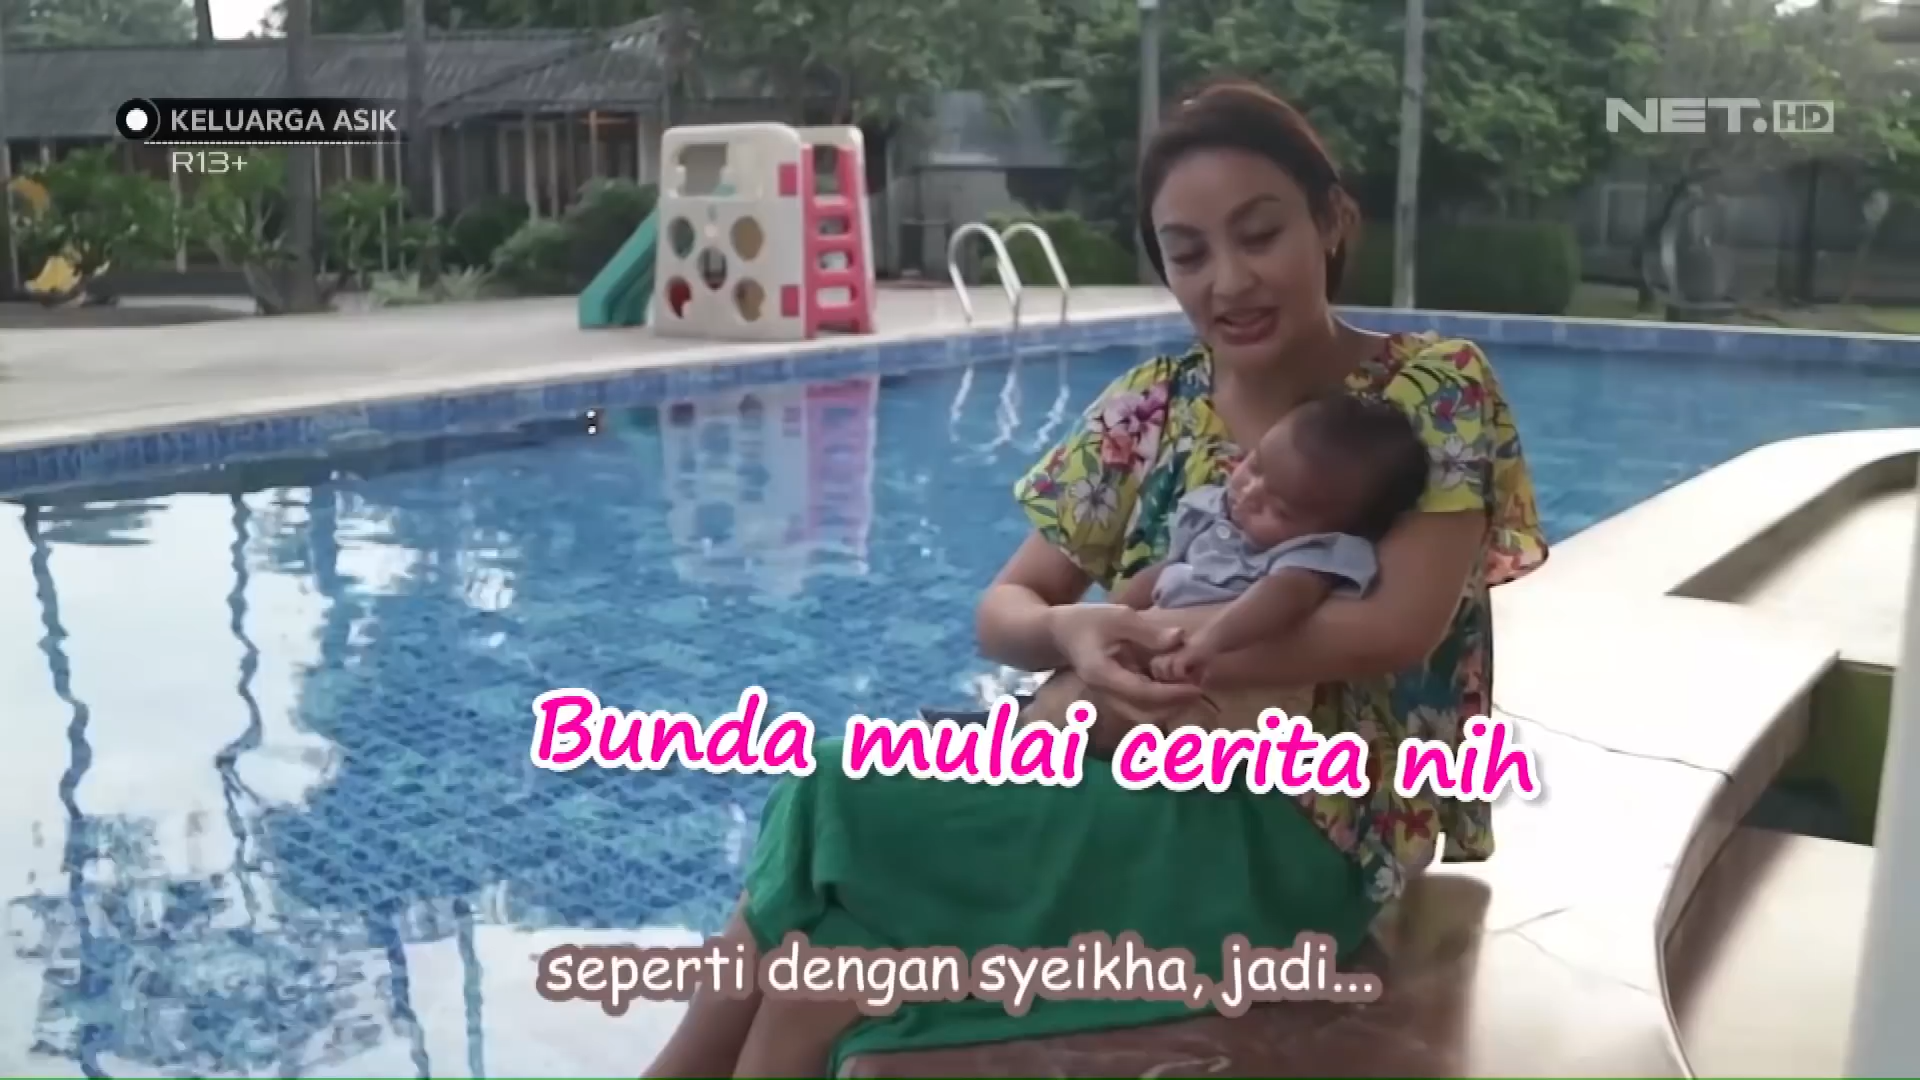 KELUARGA ASIK
R13+
NET.HD
Bunda mulai cerita nih
seperti dengan syeikha, jadi...